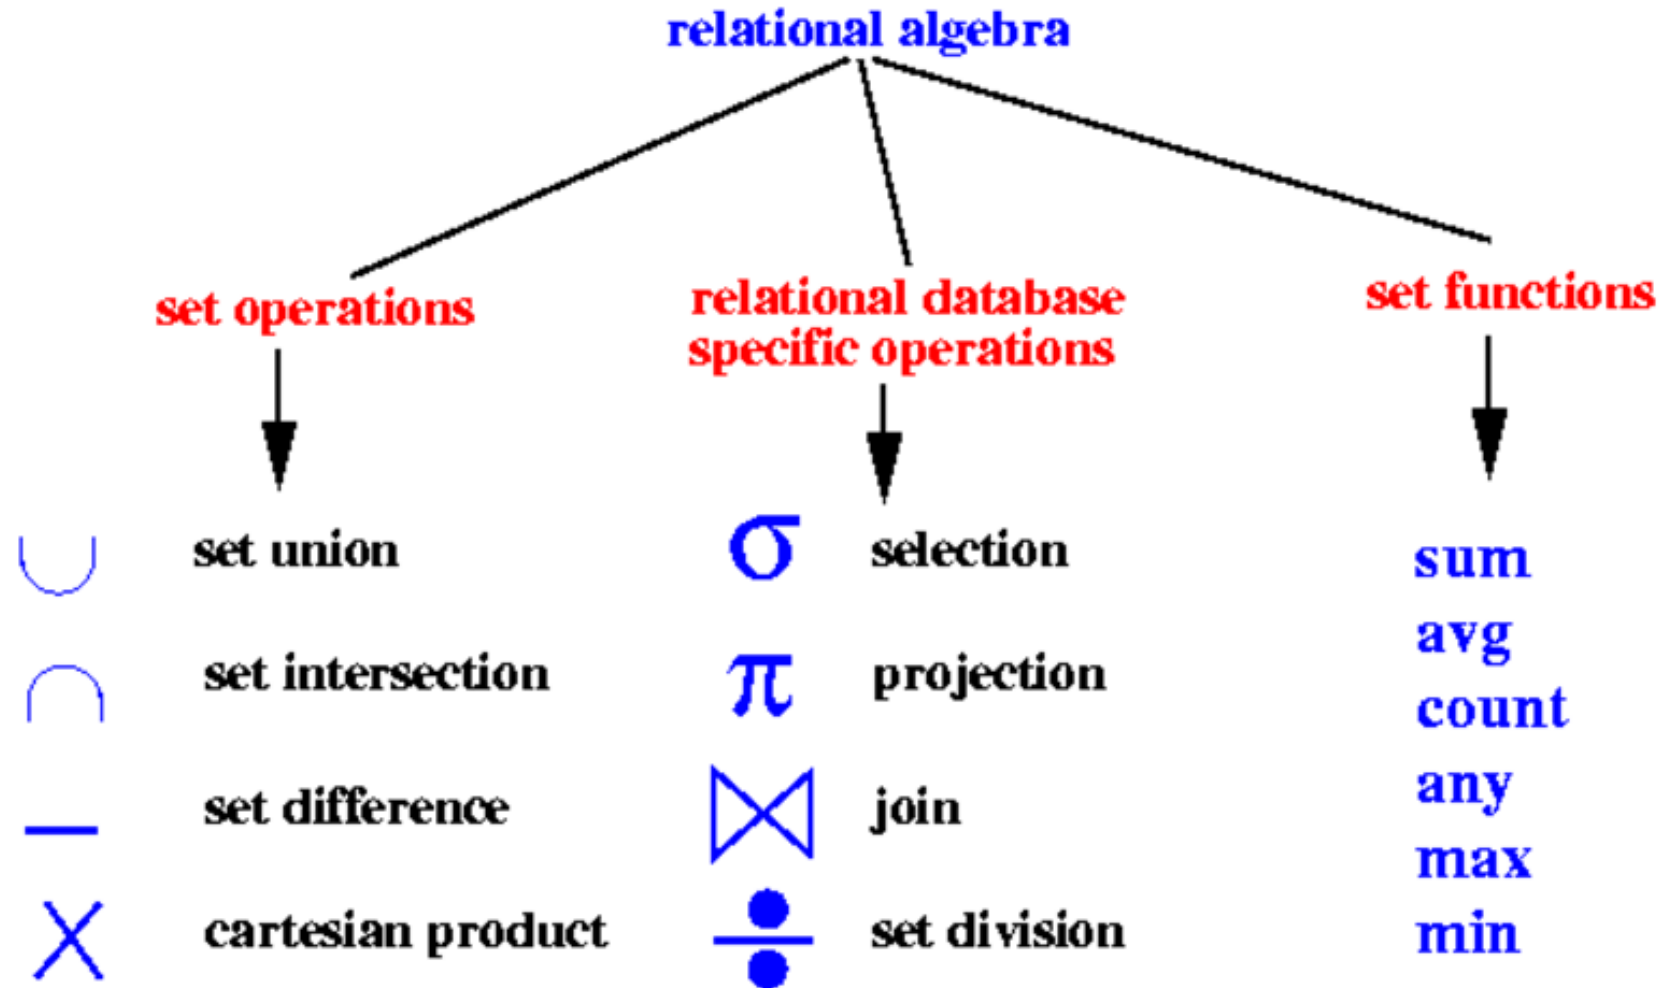 relational algebra
set operations
relational database
specific operations
set functions
∪ set union
∩ set intersection
− set difference
× cartesian product
σ selection
π projection
⋈ join
÷ set division
sum
avg
count
any
max
min